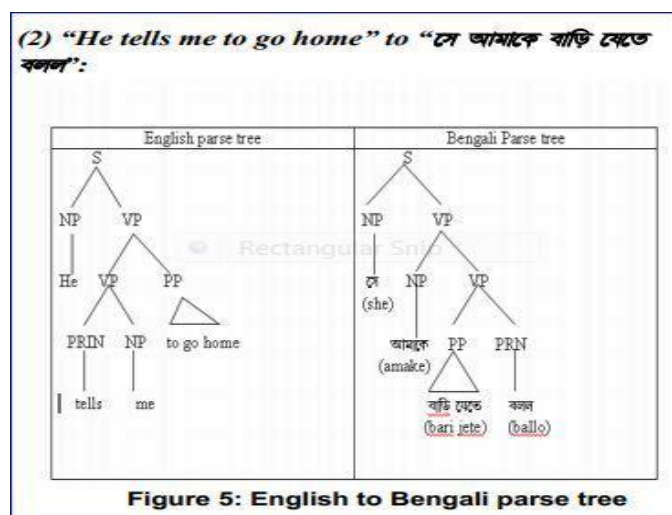 (2) “He tells me to go home” to “সে আমাকে বাড়ি যেতে
বলল”:
English parse tree
Bengali Parse tree
S
S
NP VP
NP VP
Rectangular Snip
He VP PP
সে NP VP
(she)
PRIN NP to go home
আমাকে PP PRN
(amake)
tells me
বাড়ি যেতে বলল
(bari jete) (ballo)
Figure 5: English to Bengali parse tree